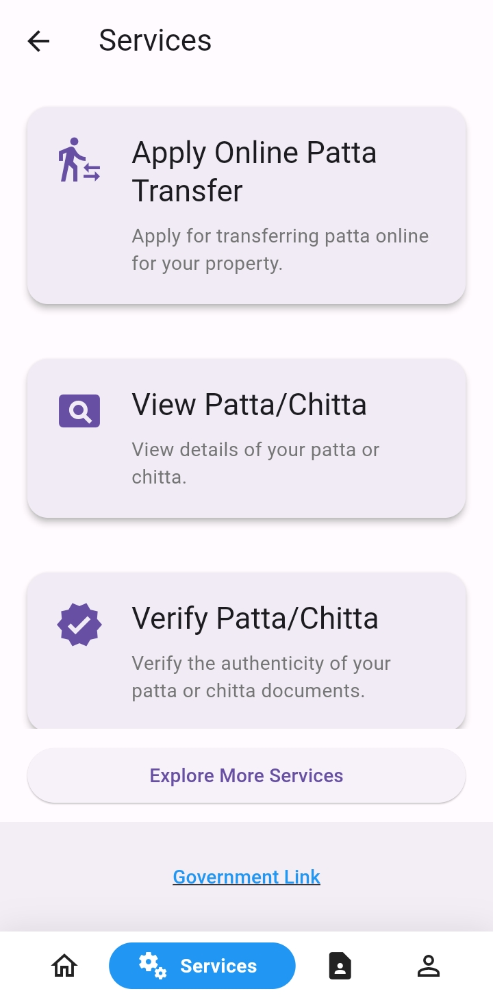 Services
Apply Online Patta
Transfer
Apply for transferring patta online
for your property.
View Patta/Chitta
View details of your patta or
chitta.
Verify Patta/Chitta
Verify the authenticity of your
patta or chitta documents.
Explore More Services
Government Link
Services